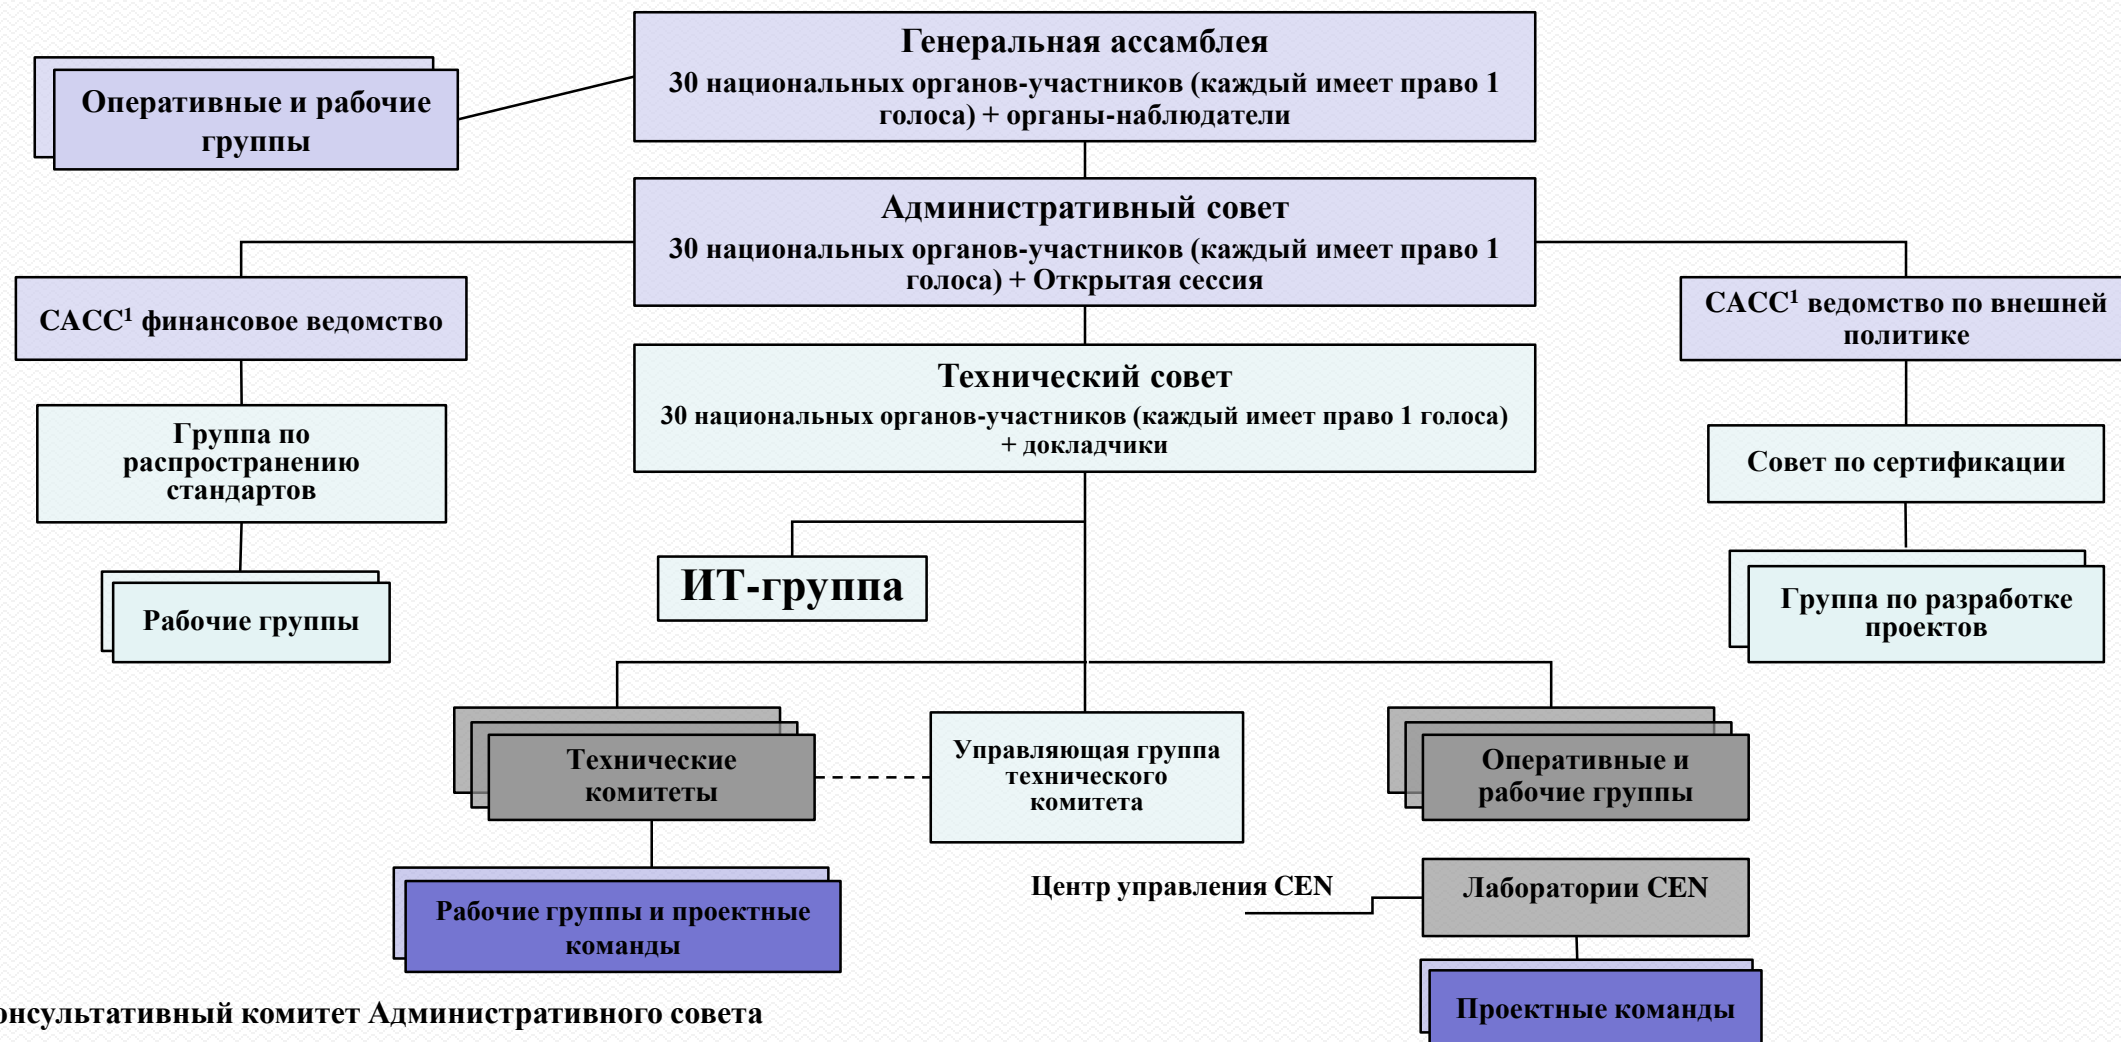 Генеральная ассамблея
30 национальных органов-участников (каждый имеет право 1
голоса) + органы-наблюдатели
Оперативные и рабочие
группы
Административный совет
30 национальных органов-участников (каждый имеет право 1
голоса) + Открытая сессия
САСС¹ финансовое ведомство
САСС¹ ведомство по внешней
политике
Технический совет
30 национальных органов-участников (каждый имеет право 1 голоса)
+ докладчики
Группа по
распространению
стандартов
Совет по сертификации
ИТ-группа
Рабочие группы
Группа по разработке
проектов
Технические
комитеты
Управляющая группа
технического
комитета
Оперативные и
рабочие группы
Центр управления CEN
Лаборатории CEN
Рабочие группы и проектные
команды
Проектные команды
онсультативный комитет Административного совета